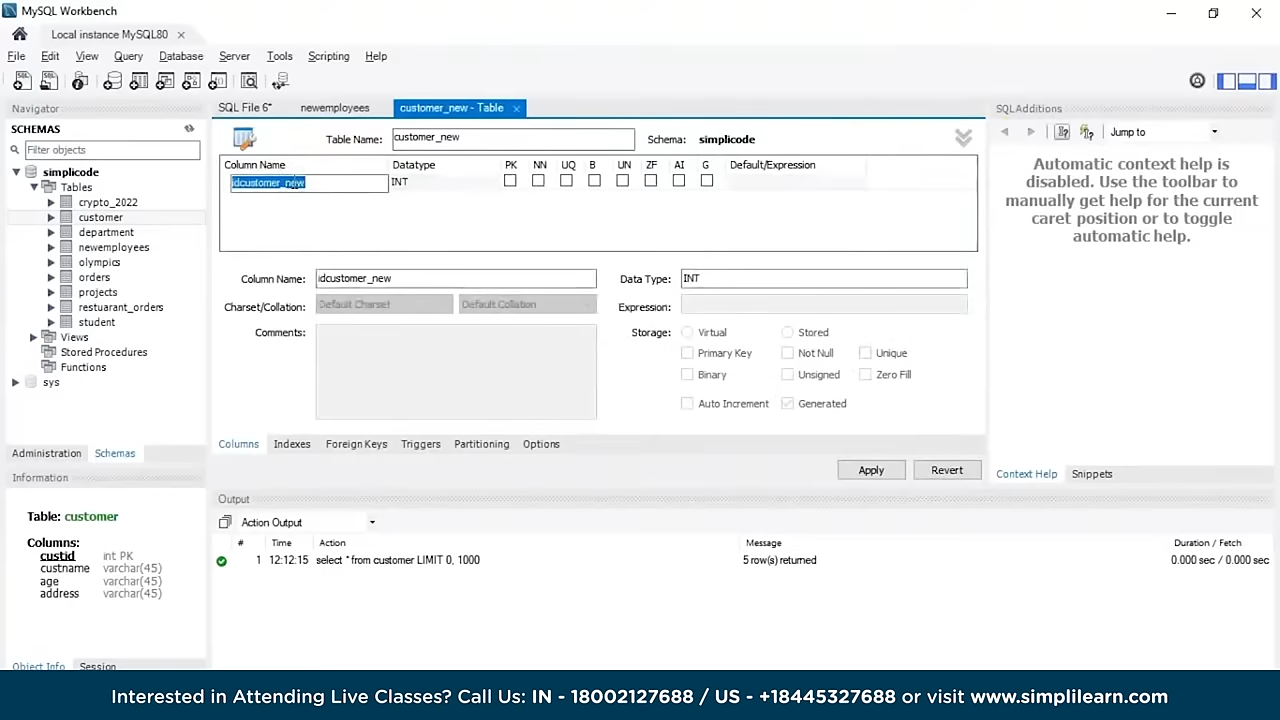 MySQL Workbench
Local instance MySQL80
File Edit View Query Database Server Tools Scripting Help
Navigator
SCHEMAS
Filter objects
simplicode
Tables
crypto_2022
customer
department
newemployees
olympics
orders
projects
restuarant_orders
student
Views
Stored Procedures
Functions
sys
Administration Schemas
Information
Table: customer
Columns:
custid int PK
custname varchar(45)
age varchar(45)
address varchar(45)
Object Info Session
SQL File 6* newemployees customer_new - Table
Table Name: customer_new Schema: simplicode
Column Name Datatype PK NN UQ B UN ZF AI G Default/Expression
idcustomer_new INT
Column Name: idcustomer_new Data Type: INT
Charset/Collation: Default Charset Default Collation Expression:
Comments: Storage: Virtual Stored
Primary Key Not Null Unique
Binary Unsigned Zero Fill
Auto Increment Generated
Columns Indexes Foreign Keys Triggers Partitioning Options
Apply Revert
Output
Action Output
# Time Action Message Duration / Fetch
1 12:12:15 select * from customer LIMIT 0, 1000 5 row(s) returned 0.000 sec / 0.000 sec
SQLAdditions
Jump to
Automatic context help is
disabled. Use the toolbar to
manually get help for the current
caret position or to toggle
automatic help.
Context Help Snippets
Interested in Attending Live Classes? Call Us: IN - 18002127688 / US - +18445327688 or visit www.simplilearn.com